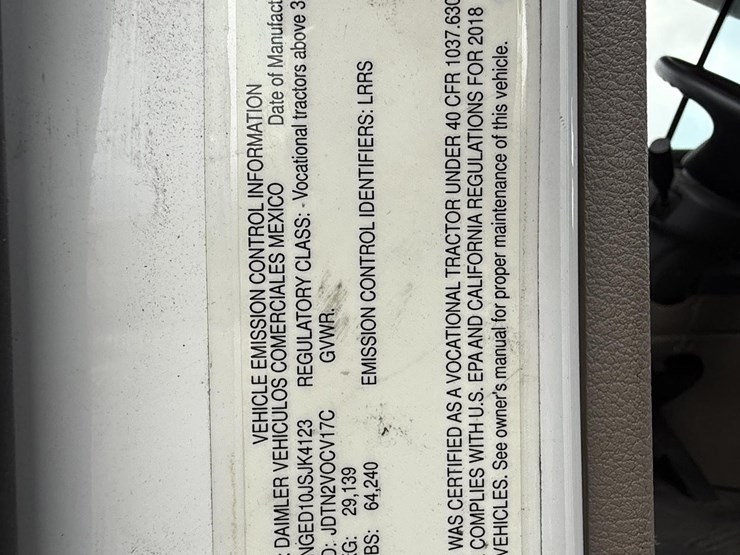 VEHICLE EMISSION CONTROL INFORMATION
: DAIMLER VEHICULOS COMERCIALES MEXICO Date of Manufact
NGED10JSJK4123 REGULATORY CLASS: - Vocational tractors above 3
D: JDTN2VOCV17C GVWR.
G: 29,139
BS: 64,240 EMISSION CONTROL IDENTIFIERS: LRRS
WAS CERTIFIED AS A VOCATIONAL TRACTOR UNDER 40 CFR 1037.630
COMPLIES WITH U.S. EPA AND CALIFORNIA REGULATIONS FOR 2018
VEHICLES. See owner's manual for proper maintenance of this vehicle.